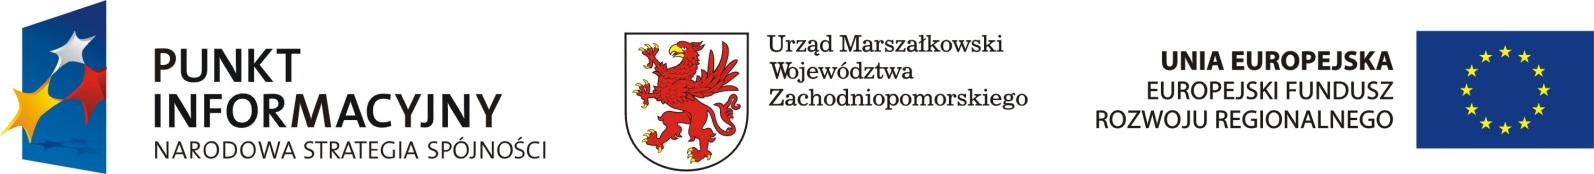 PUNKT
INFORMACYJNY
NARODOWA STRATEGIA SPÓJNOŚCI
Urząd Marszałkowski
Województwa
Zachodniopomorskiego
UNIA EUROPEJSKA
EUROPEJSKI FUNDUSZ
ROZWOJU REGIONALNEGO